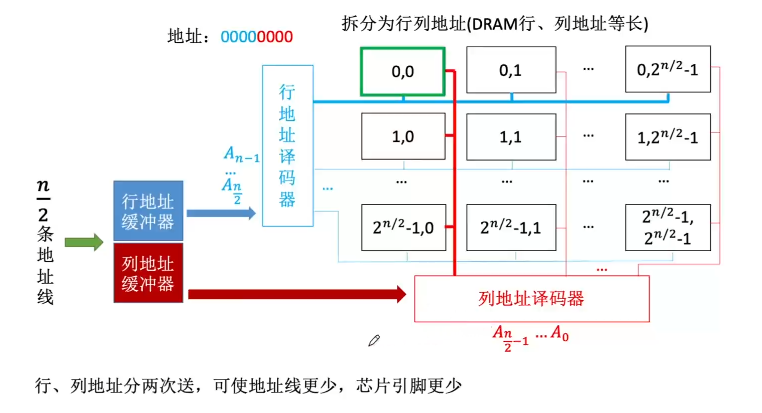 拆分为行列地址(DRAM行、列地址等长)
地址：00000000
0,0
0,1
...
0,2^{n/2}-1
行地址译码器
A_{n-1}
...
A_{\frac{n}{2}}
1,0
1,1
...
1,2^{n/2}-1
...
...
...
...
\frac{n}{2}条地址线
行地址
缓冲器
2^{n/2}-1,0
2^{n/2}-1,1
...
2^{n/2}-1,
2^{n/2}-1
列地址
缓冲器
...
列地址译码器
A_{\frac{n}{2}-1} ...A_0
行、列地址分两次送，可使地址线更少，芯片引脚更少